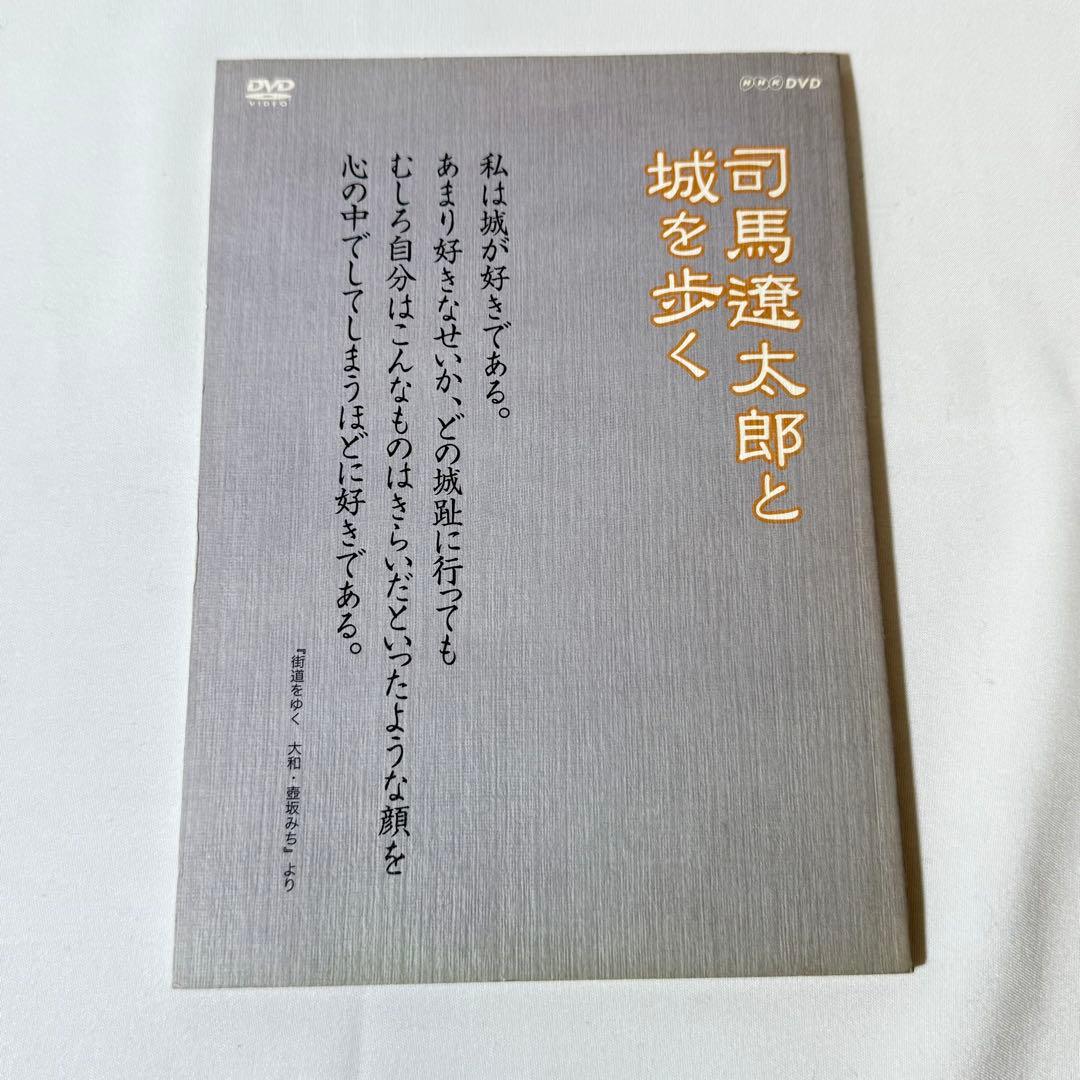 DVD
VIDEO
NHK DVD
司馬遼太郎と
城を歩く
私は城が好きである。
あまり好きなせいか、どの城趾に行っても
むしろ自分はこんなものはきらいだといったような顔を
心の中でしてしまうほどに好きである。
『街道をゆく 大和・壺坂みち』より